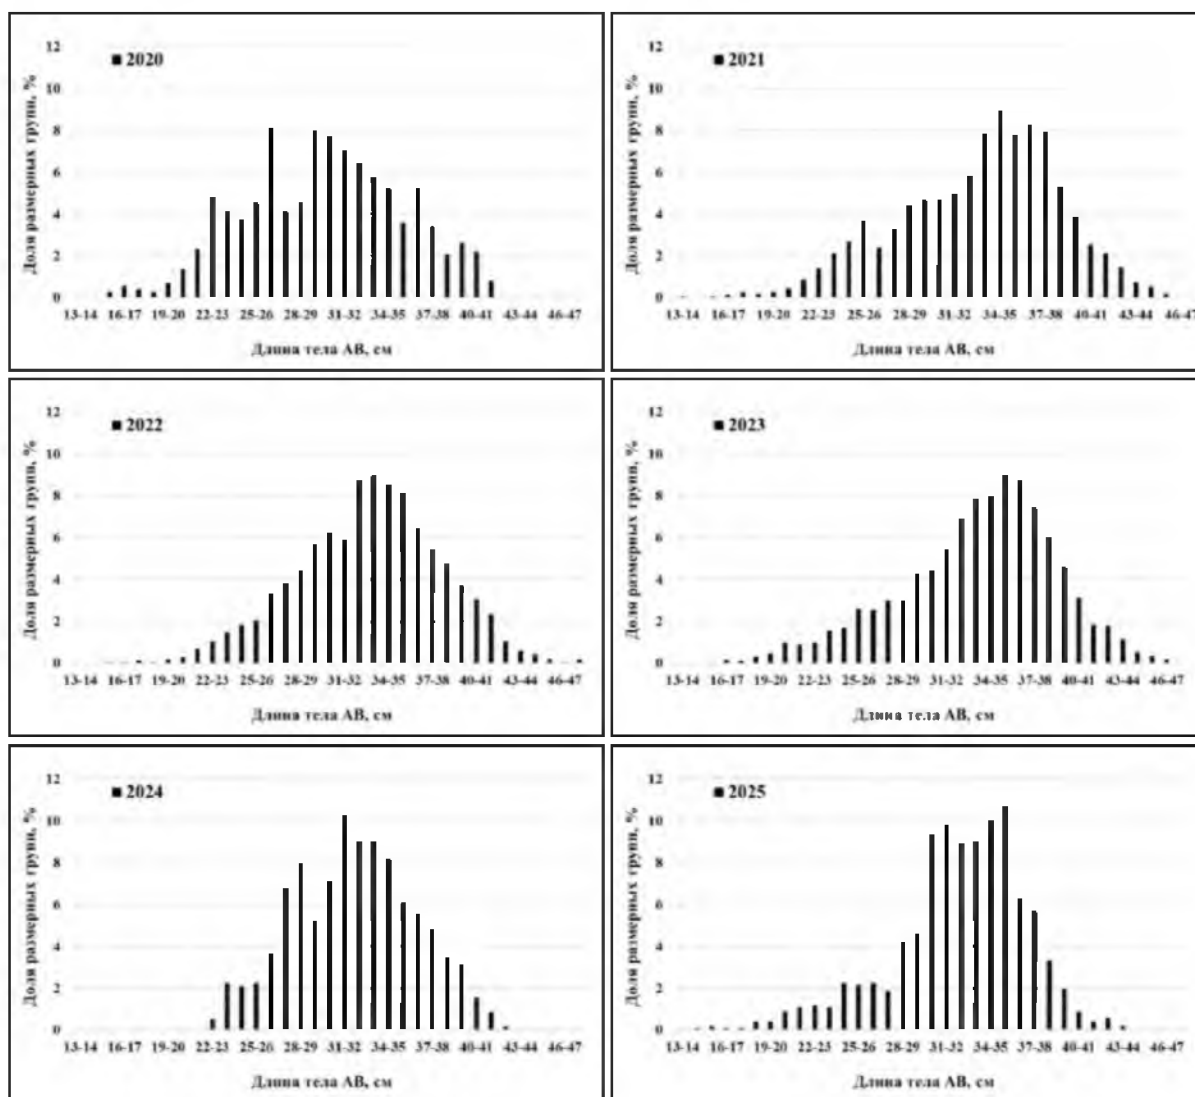 ■ 2020
Доля размерных групп, %
12
10
8
6
4
2
0
13-14 16-17 19-20 22-23 25-26 28-29 31-32 34-35 37-38 40-41 43-44 46-47
Длина тела АВ, см
■ 2021
Доля размерных групп, %
12
10
8
6
4
2
0
13-14 16-17 19-20 22-23 25-26 28-29 31-32 34-35 37-38 40-41 43-44 46-47
Длина тела АВ, см
■ 2022
Доля размерных групп, %
12
10
8
6
4
2
0
13-14 16-17 19-20 22-23 25-26 28-29 31-32 34-35 37-38 40-41 43-44 46-47
Длина тела АВ, см
■ 2023
Доля размерных групп, %
12
10
8
6
4
2
0
13-14 16-17 19-20 22-23 25-26 28-29 31-32 34-35 37-38 40-41 43-44 46-47
Длина тела АВ, см
■ 2024
Доля размерных групп, %
12
10
8
6
4
2
0
13-14 16-17 19-20 22-23 25-26 28-29 31-32 34-35 37-38 40-41 43-44 46-47
Длина тела АВ, см
■ 2025
Доля размерных групп, %
12
10
8
6
4
2
0
13-14 16-17 19-20 22-23 25-26 28-29 31-32 34-35 37-38 40-41 43-44 46-47
Длина тела АВ, см